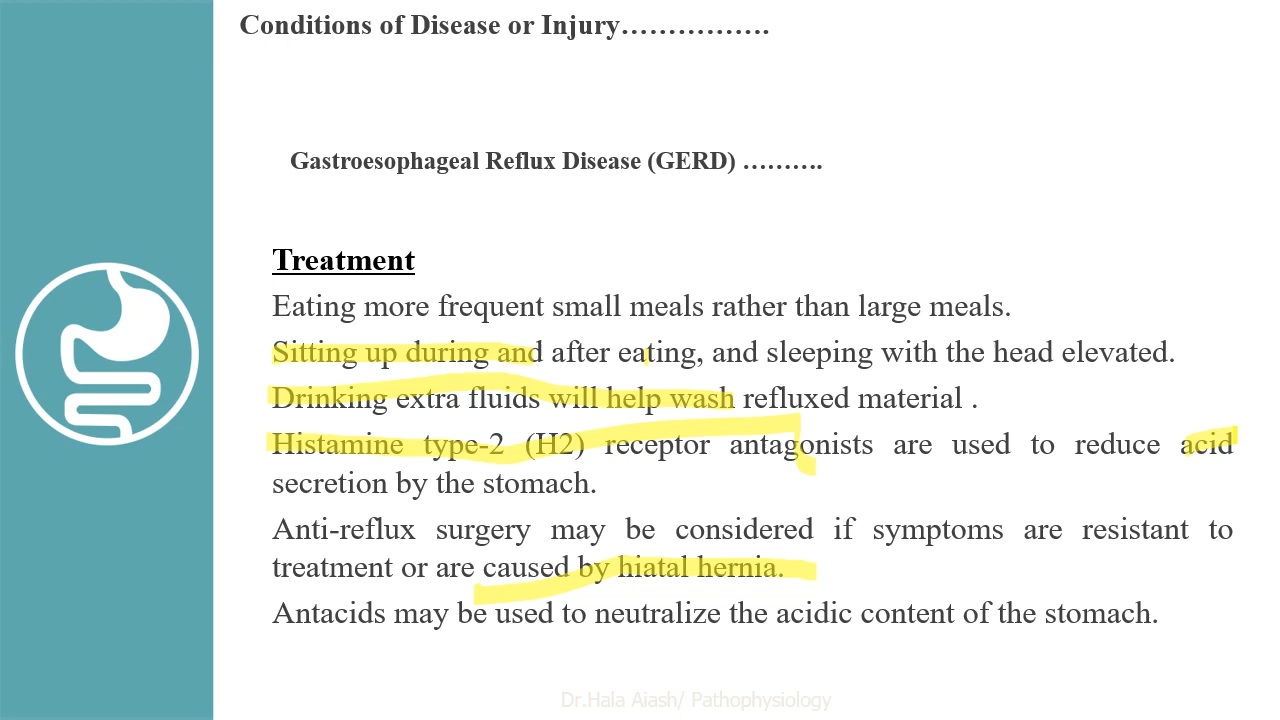 Conditions of Disease or Injury…………….
Gastroesophageal Reflux Disease (GERD) ……….
Treatment
Eating more frequent small meals rather than large meals.
Sitting up during and after eating, and sleeping with the head elevated.
Drinking extra fluids will help wash refluxed material .
Histamine type-2 (H2) receptor antagonists are used to reduce acid
secretion by the stomach.
Anti-reflux surgery may be considered if symptoms are resistant to
treatment or are caused by hiatal hernia.
Antacids may be used to neutralize the acidic content of the stomach.
Dr.Hala Aiash/ Pathophysiology